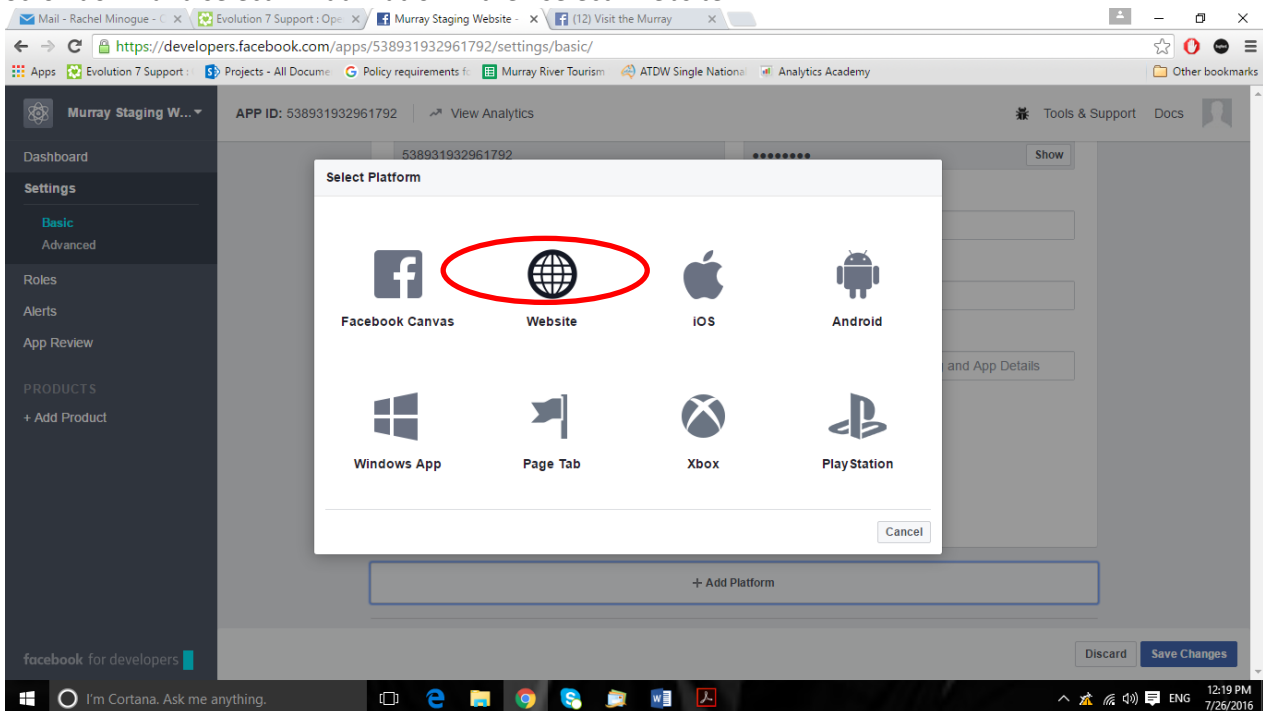 Mail - Rachel Minogue - O
Evolution 7 Support : Ope
Murray Staging Website -
(12) Visit the Murray
https://developers.facebook.com/apps/538931932961792/settings/basic/
Apps
Evolution 7 Support :
Projects - All Docume
Policy requirements fo
Murray River Tourism
ATDW Single National
Analytics Academy
Other bookmarks
Murray Staging W...
APP ID: 538931932961792
View Analytics
Tools & Support
Docs
Dashboard
Settings
Basic
Advanced
Roles
Alerts
App Review
PRODUCTS
+ Add Product
538931932961792
••••••••
Show
Select Platform
Facebook Canvas
Website
iOS
Android
and App Details
Windows App
Page Tab
Xbox
PlayStation
Cancel
+ Add Platform
Discard
Save Changes
facebook for developers
I'm Cortana. Ask me anything.
ENG
12:19 PM
7/26/2016